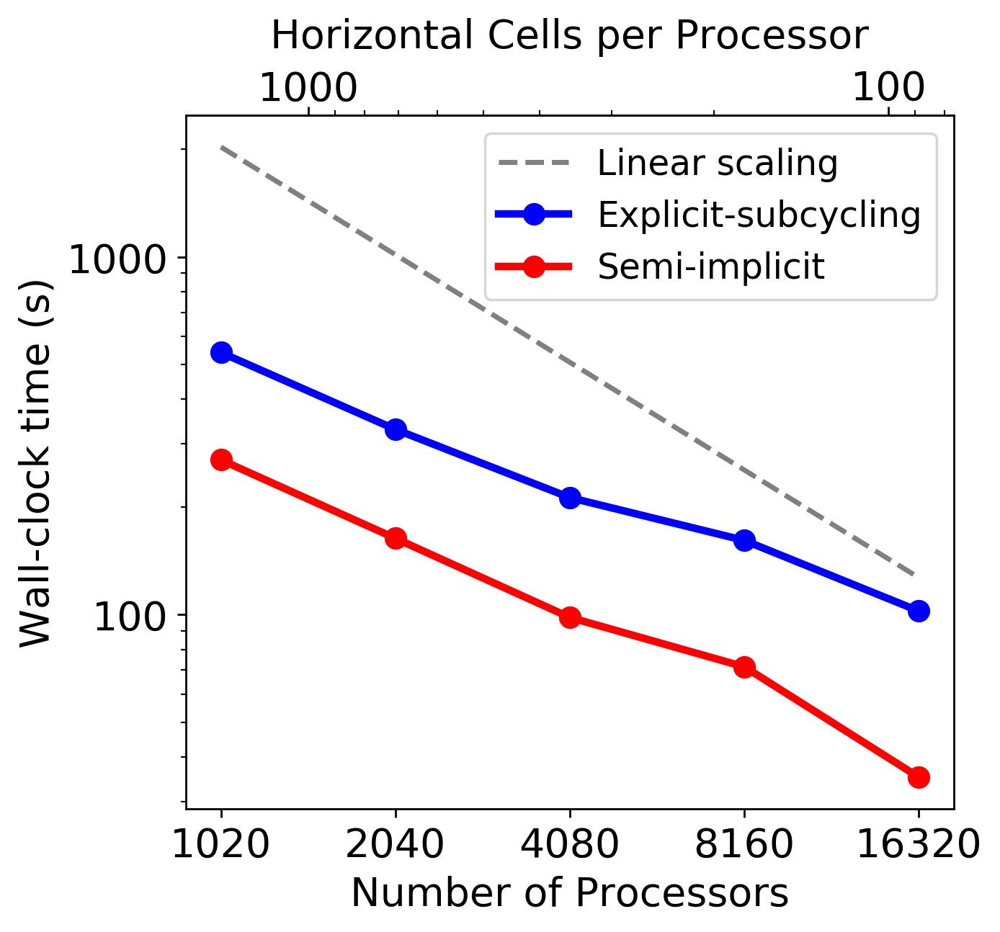 Horizontal Cells per Processor
1000 100
Linear scaling
Explicit-subcycling
Semi-implicit
Wall-clock time (s)
1000
100
1020 2040 4080 8160 16320
Number of Processors